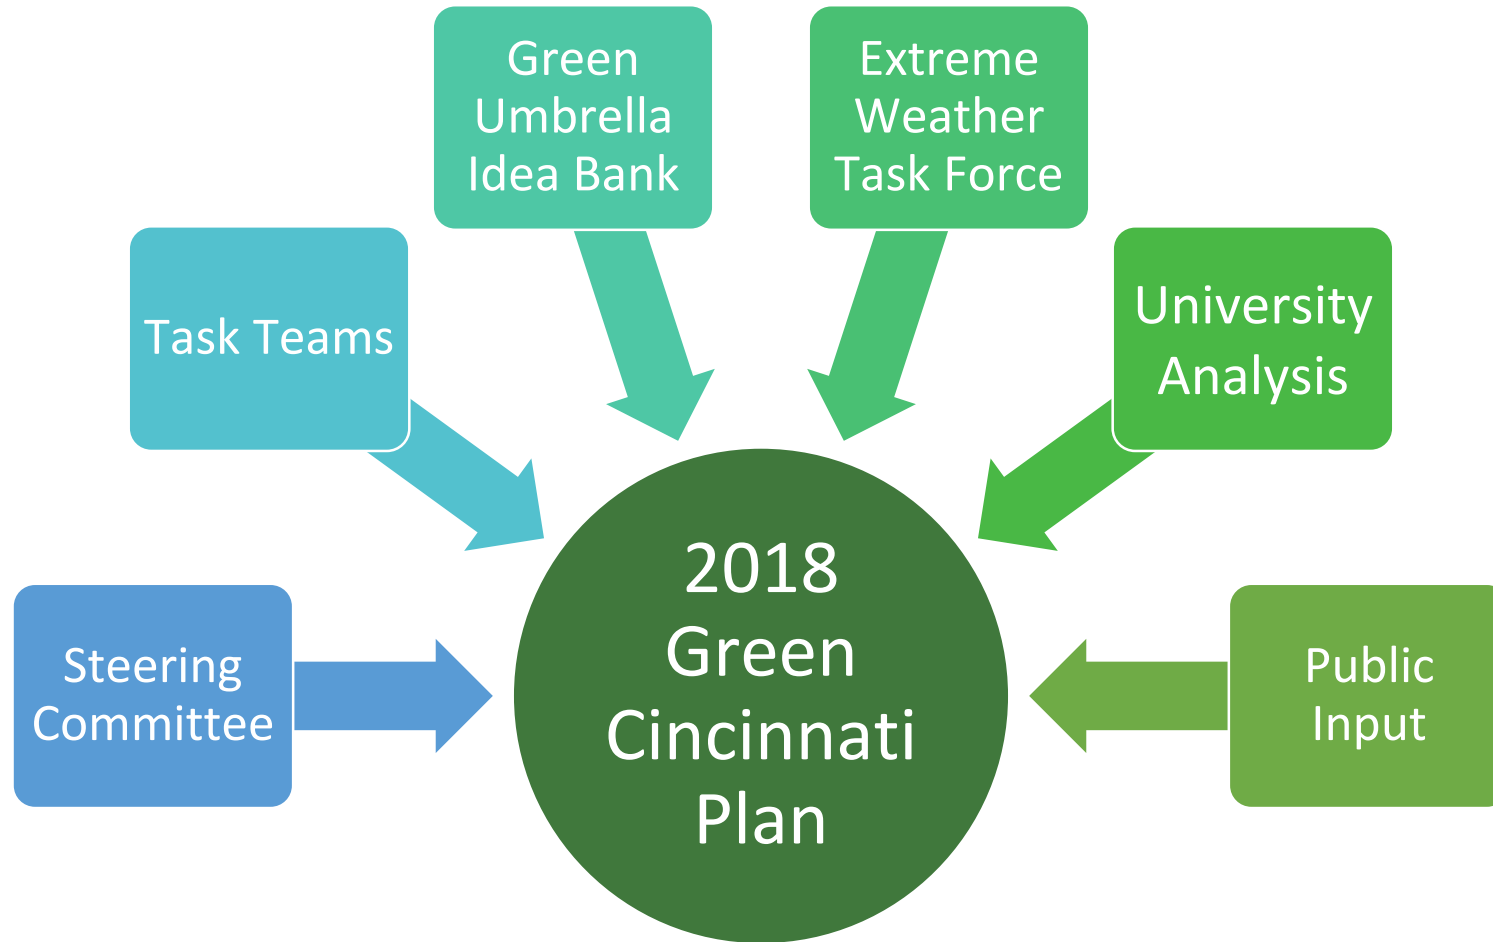 Green
Umbrella
Idea Bank
Extreme
Weather
Task Force
Task Teams
University
Analysis
Steering
Committee
2018
Green
Cincinnati
Plan
Public
Input